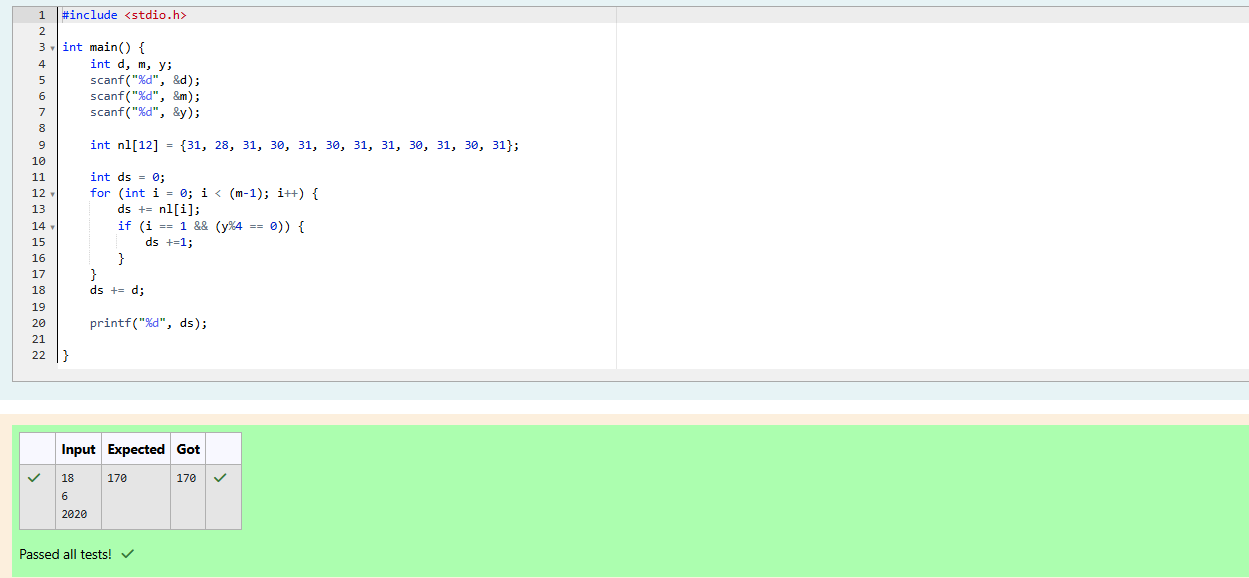 1 #include <stdio.h>
2
3 int main() {
4     int d, m, y;
5     scanf("%d", &d);
6     scanf("%d", &m);
7     scanf("%d", &y);
8
9     int nl[12] = {31, 28, 31, 30, 31, 30, 31, 31, 30, 31, 30, 31};
10
11     int ds = 0;
12     for (int i = 0; i < (m-1); i++) {
13         ds += nl[i];
14         if (i == 1 && (y%4 == 0)) {
15             ds +=1;
16         }
17     }
18     ds += d;
19
20     printf("%d", ds);
21
22 }
Input Expected Got
18 170 170
6
2020
Passed all tests!